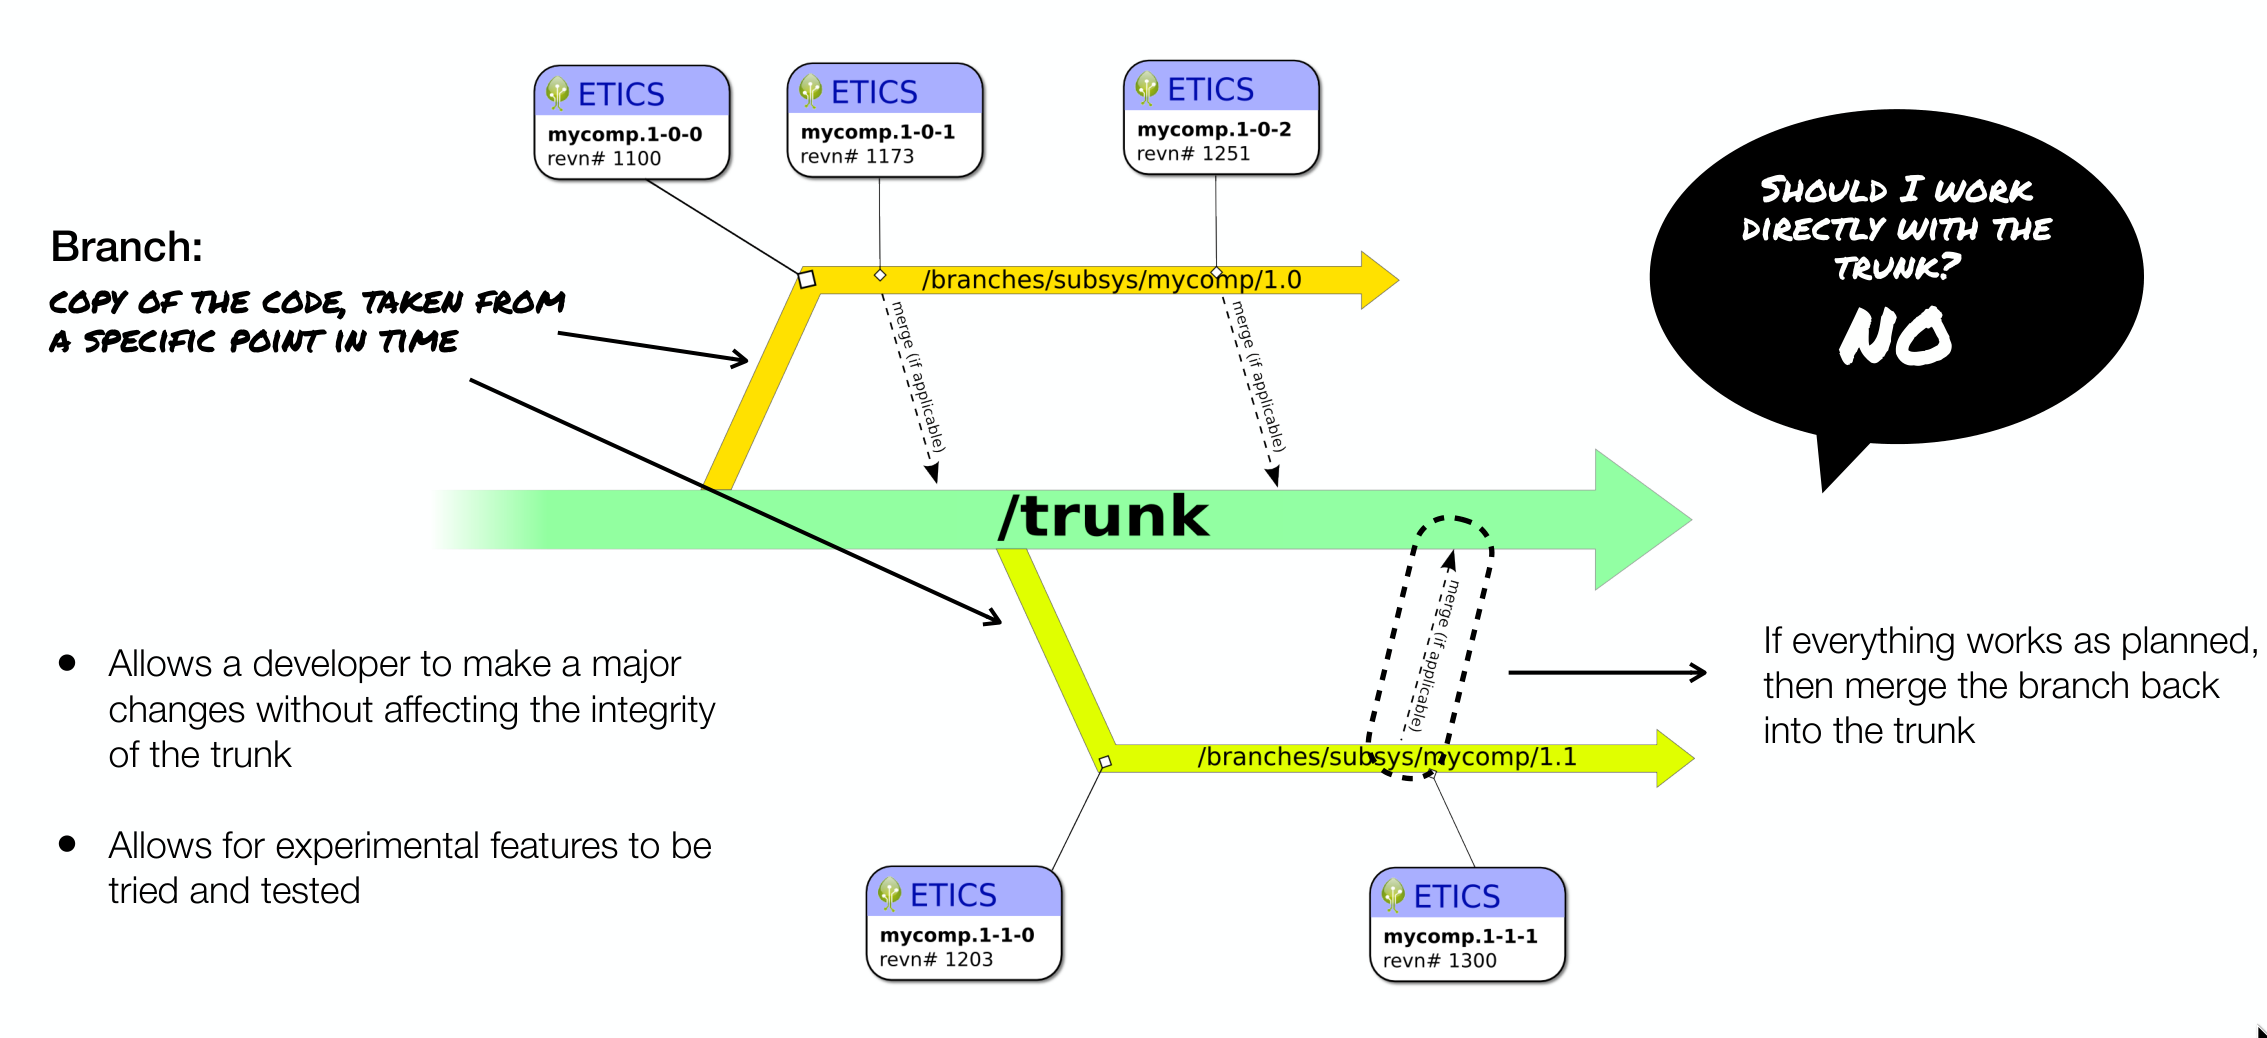 ETICS
mycomp.1-0-0
revn# 1100
ETICS
mycomp.1-0-1
revn# 1173
ETICS
mycomp.1-0-2
revn# 1251
SHOULD I WORK
DIRECTLY WITH THE
TRUNK?
NO
Branch:
COPY OF THE CODE, TAKEN FROM
A SPECIFIC POINT IN TIME
/branches/subsys/mycomp/1.0
merge (if applicable)
merge (if applicable)
/trunk
merge (if applicable)
/branches/subsys/mycomp/1.1
If everything works as planned,
then merge the branch back
into the trunk
● Allows a developer to make a major
changes without affecting the integrity
of the trunk
● Allows for experimental features to be
tried and tested
ETICS
mycomp.1-1-0
revn# 1203
ETICS
mycomp.1-1-1
revn# 1300